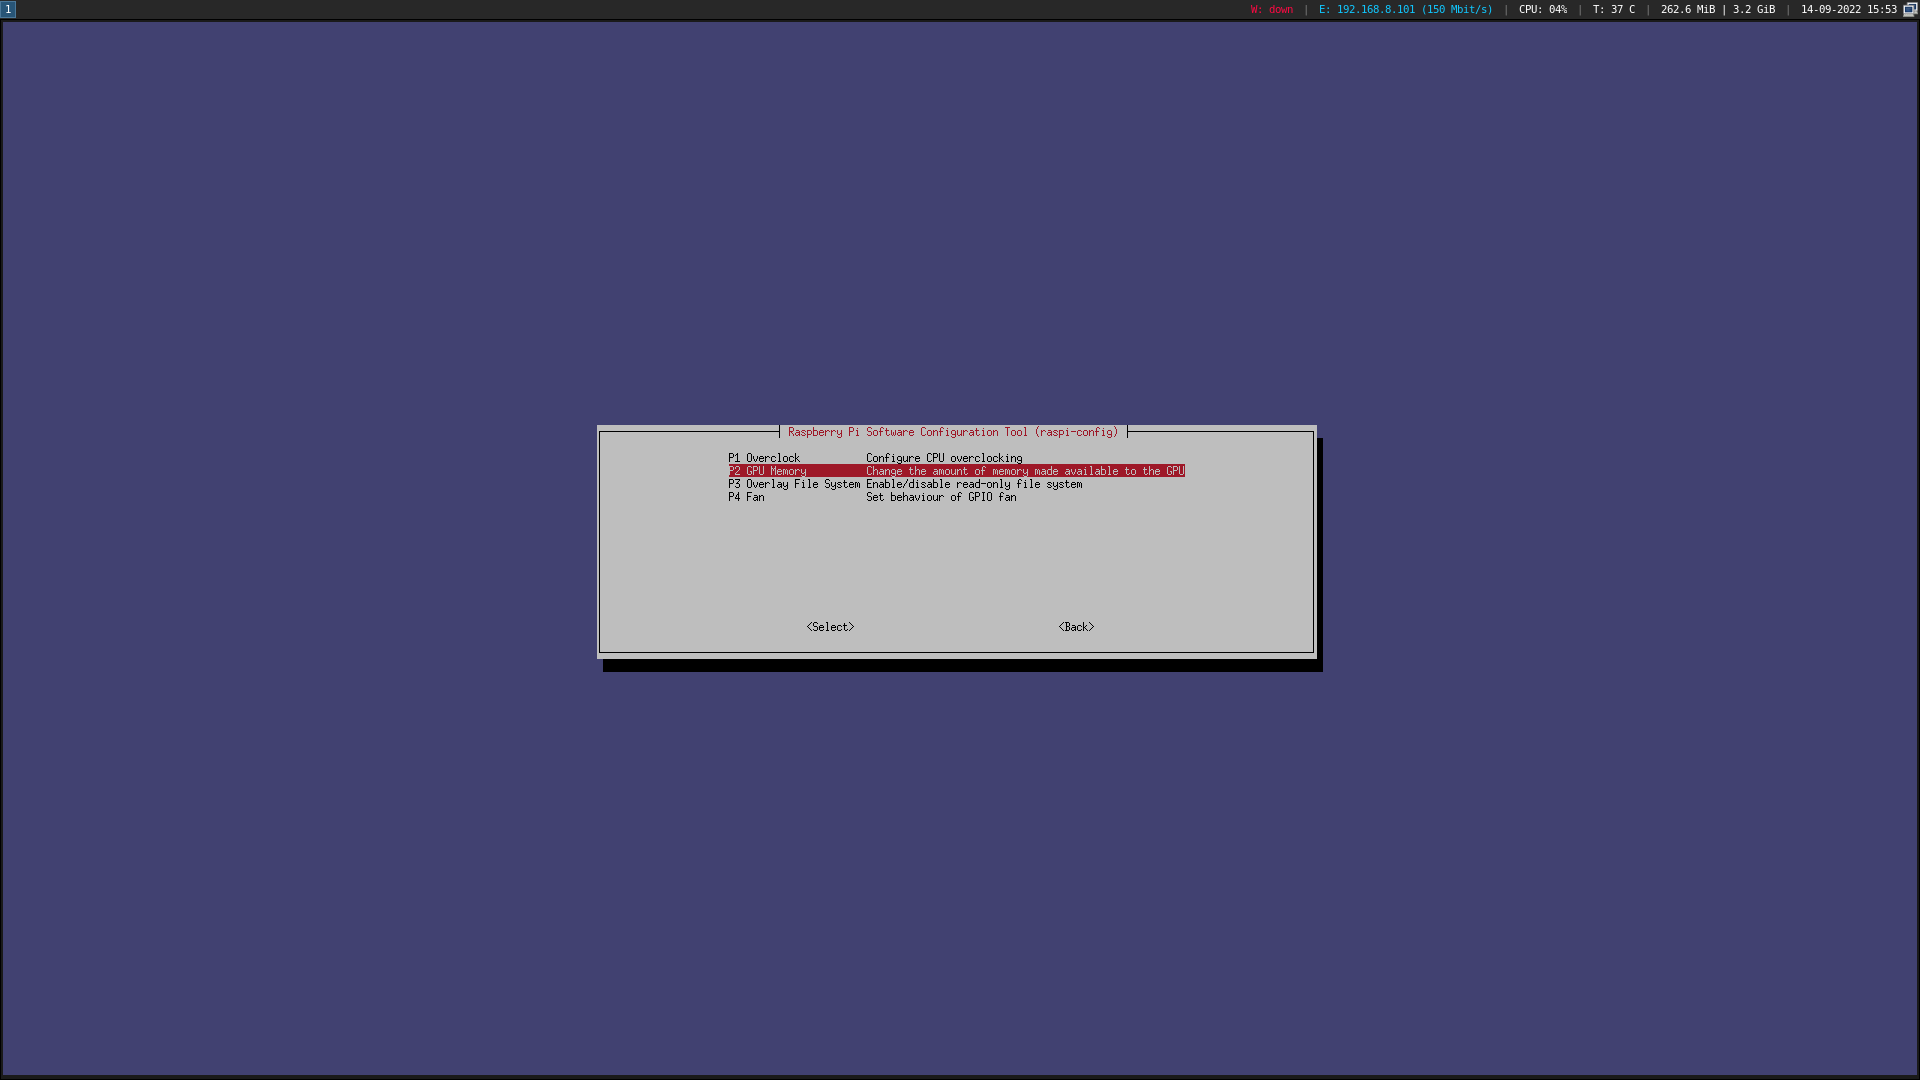 1 W: down | E: 192.168.8.101 (150 Mbit/s) | CPU: 04% | T: 37 C | 262.6 MiB | 3.2 GiB | 14-09-2022 15:53
Raspberry Pi Software Configuration Tool (raspi-config)
P1 Overclock Configure CPU overclocking
P2 GPU Memory Change the amount of memory made available to the GPU
P3 Overlay File System Enable/disable read-only file system
P4 Fan Set behaviour of GPIO fan
<Select> <Back>